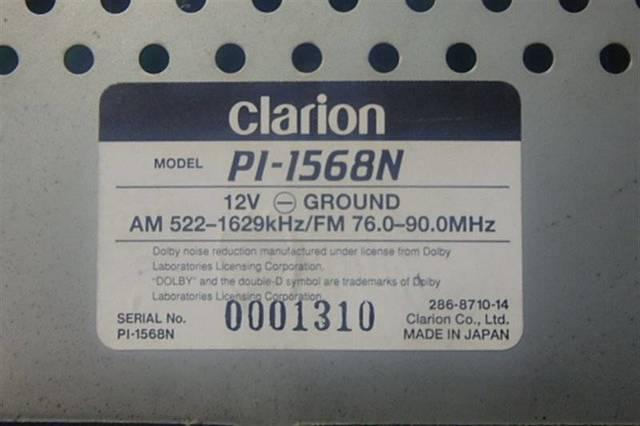 clarion
MODEL PI-1568N
12V ⊖ GROUND
AM 522–1629kHz/FM 76.0–90.0MHz
Dolby noise reduction manufactured under license from Dolby
Laboratories Licensing Corporation.
"DOLBY" and the double-D symbol are trademarks of Dolby
Laboratories Licensing Corporation.
286-8710-14
SERIAL No. 0001310 Clarion Co., Ltd.
PI-1568N MADE IN JAPAN